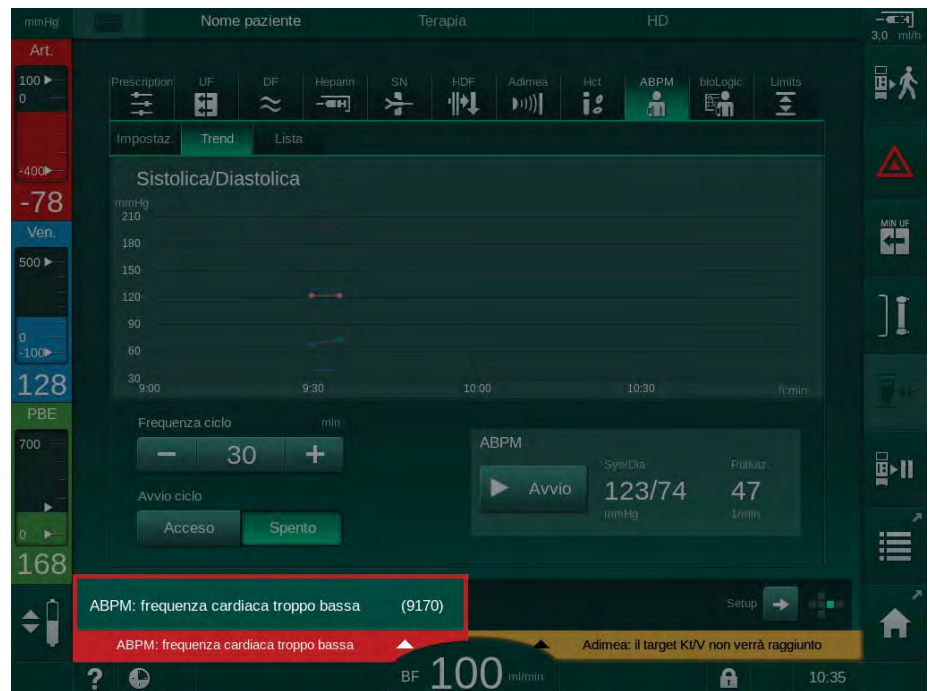 mmHg Nome paziente Terapia HD
3,0 ml/h
Art.
100
0
-400
-78
Ven.
500
0
-100
128
PBE
700
0
168
Prescription UF DF Heparin SN HDF Adimea Hct ABPM bioLogic Limits
Impostaz. Trend Lista
Sistolica/Diastolica
mmHg
210
180
150
120
90
60
30
9:00 9:30 10:00 10:30 h:min
Frequenza ciclo min
30
Avvio ciclo
Acceso Spento
ABPM
Avvio
Sys/Dia
123/74
mmHg
Pulsaz.
47
1/min
MIN UF
ABPM: frequenza cardiaca troppo bassa (9170)
Setup
ABPM: frequenza cardiaca troppo bassa
Adimea: il target Kt/V non verrà raggiunto
? BF 100 ml/min 10:35